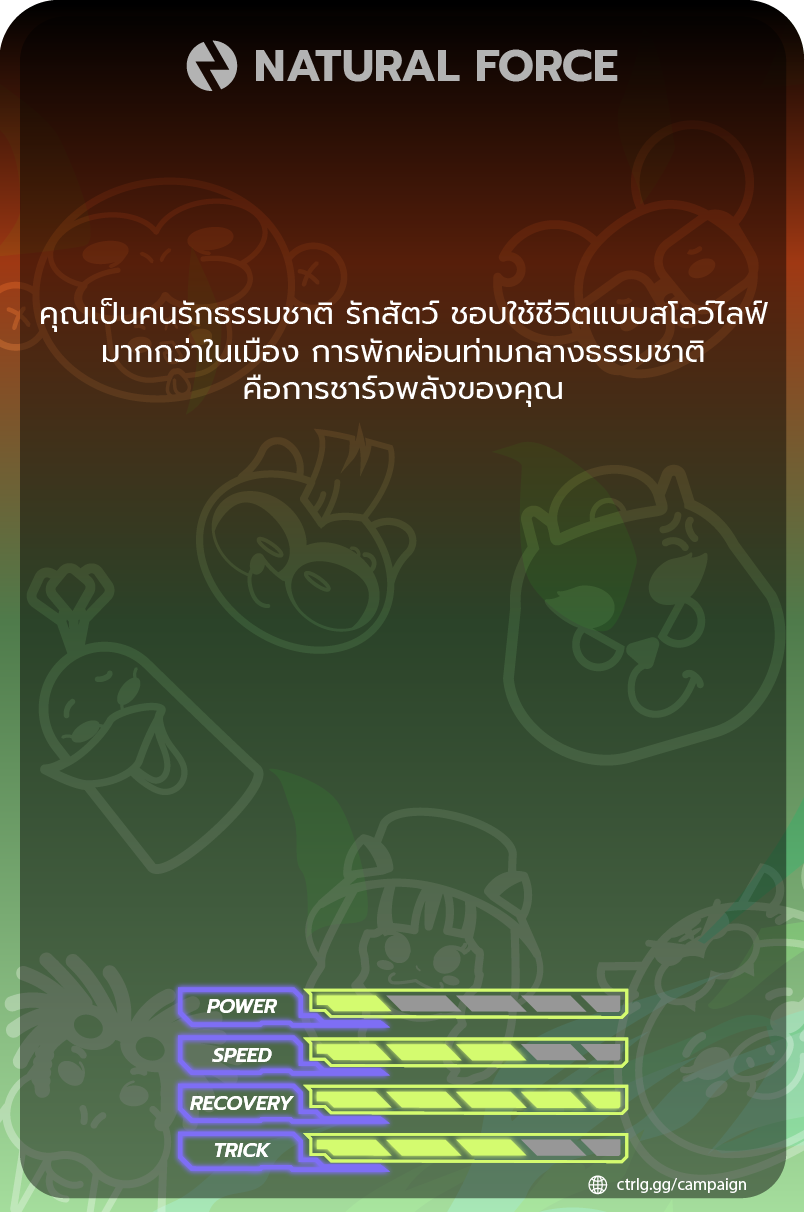 NATURAL FORCE
คุณเป็นคนรักธรรมชาติ รักสัตว์ ชอบใช้ชีวิตแบบสโลว์ไลฟ์
มากกว่าในเมือง การพักผ่อนท่ามกลางธรรมชาติ
คือการชาร์จพลังของคุณ
POWER
SPEED
RECOVERY
TRICK
ctrlg.gg/campaign